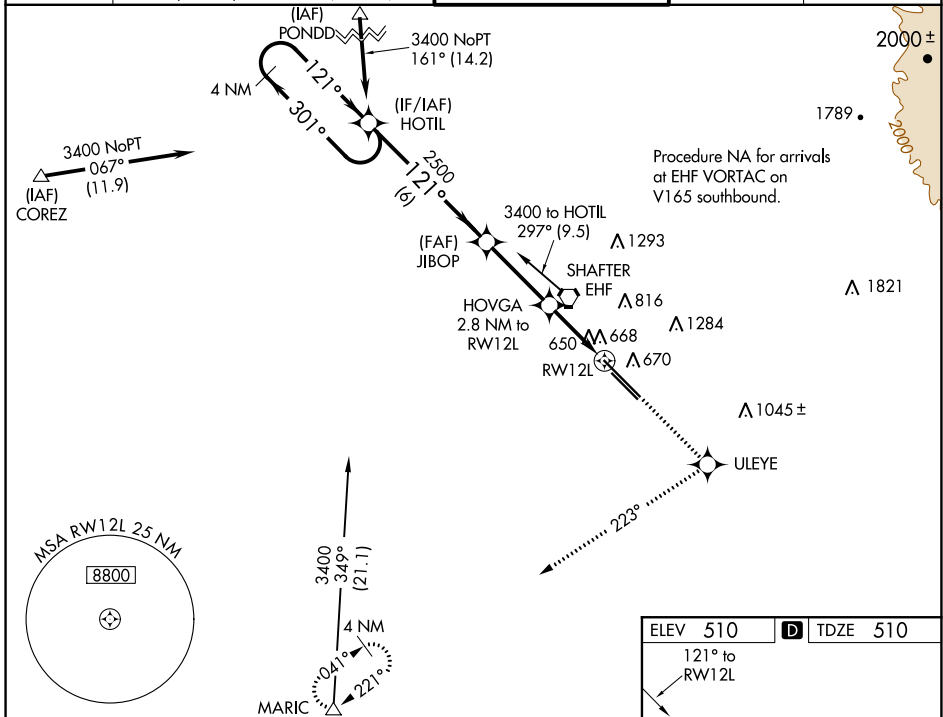 (IAF)
PONDD
3400 NoPT
161° (14.2)
2000 ±
4 NM
121°
301°
(IF/IAF)
HOTIL
1789
2000
3400 NoPT
067°
(11.9)
(IAF)
COREZ
2500
121°
(6)
Procedure NA for arrivals
at EHF VORTAC on
V165 southbound.
3400 to HOTIL
297° (9.5)
(FAF)
JIBOP
1293
SHAFTER
EHF
1821
HOVGA
2.8 NM to
RW12L
816
1284
650
668
RW12L
670
1045 ±
ULEYE
223°
MSA RW12L 25 NM
8800
3400
349°
(21.1)
4 NM
041°
221°
MARIC
ELEV 510 D TDZE 510
121° to
RW12L